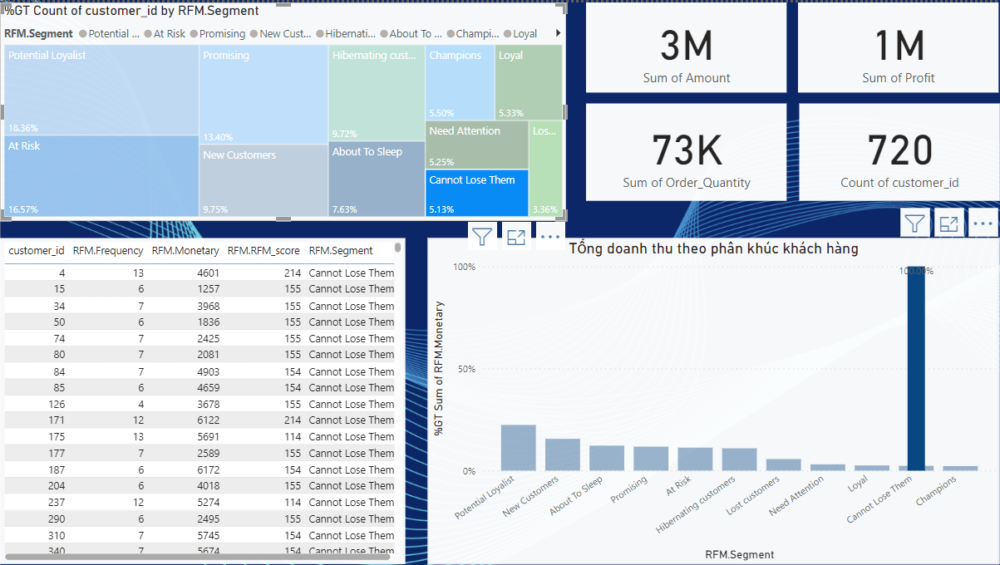 %GT Count of customer_id by RFM.Segment
RFM.Segment Potential ... At Risk Promising New Cust... Hibernati... About To ... Champi... Loyal
Potential Loyalist
18.36%
At Risk
16.57%
Promising
13.40%
New Customers
9.75%
Hibernating cust...
9.72%
About To Sleep
7.63%
Champions
5.50%
Loyal
5.33%
Need Attention
5.25%
Cannot Lose Them
5.13%
Los...
3.36%
3M
Sum of Amount
1M
Sum of Profit
73K
Sum of Order_Quantity
720
Count of customer_id
customer_id RFM.Frequency RFM.Monetary RFM.RFM_score RFM.Segment
4 13 4601 214 Cannot Lose Them
15 6 1257 155 Cannot Lose Them
34 7 3968 155 Cannot Lose Them
50 6 1836 155 Cannot Lose Them
74 7 2425 155 Cannot Lose Them
80 7 2081 155 Cannot Lose Them
84 7 4903 154 Cannot Lose Them
85 6 4659 154 Cannot Lose Them
126 4 3678 155 Cannot Lose Them
171 12 6122 214 Cannot Lose Them
175 13 5691 114 Cannot Lose Them
177 7 2589 155 Cannot Lose Them
187 6 6172 154 Cannot Lose Them
204 6 4018 155 Cannot Lose Them
237 12 5274 114 Cannot Lose Them
290 6 2495 155 Cannot Lose Them
310 7 5745 154 Cannot Lose Them
340 7 5674 154 Cannot Lose Them
Tổng doanh thu theo phân khúc khách hàng
%GT Sum of RFM.Monetary
100%
50%
0%
100.00%
Potential Loyalist
New Customers
About To Sleep
Promising
At Risk
Hibernating customers
Lost customers
Need Attention
Loyal
Cannot Lose Them
Champions
RFM.Segment